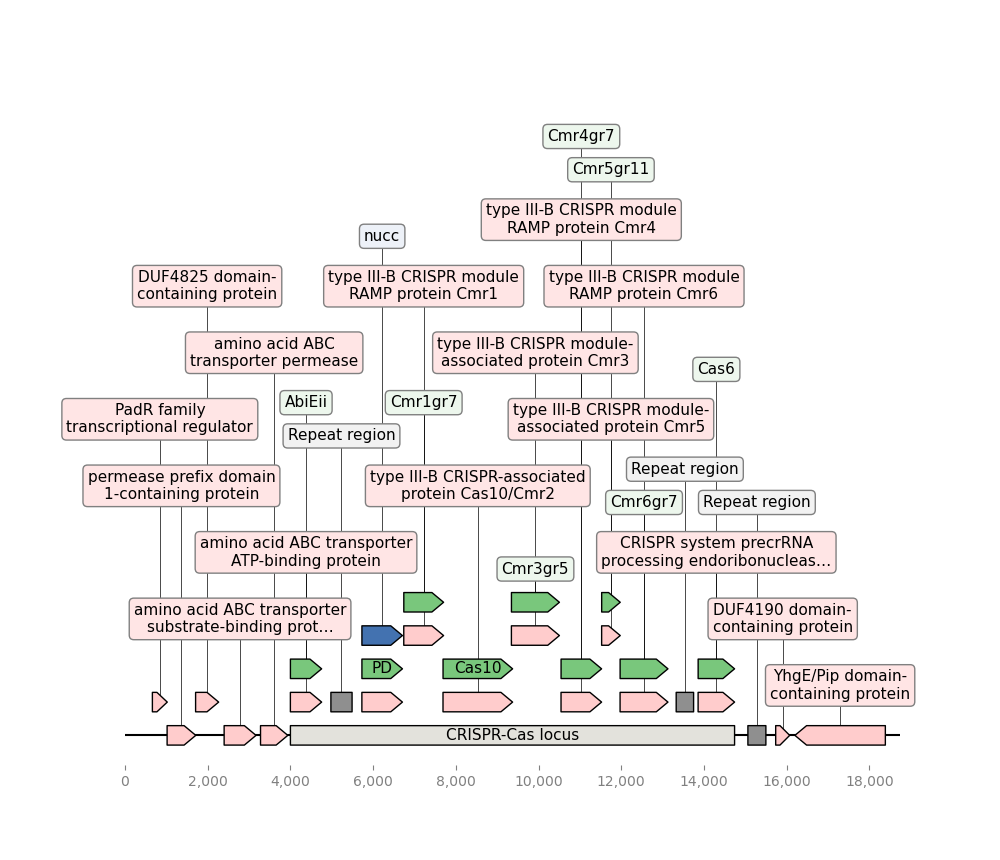 Cmr4gr7
Cmr5gr11
type III-B CRISPR module
RAMP protein Cmr4
nucc
DUF4825 domain-
containing protein
type III-B CRISPR module
RAMP protein Cmr1
type III-B CRISPR module
RAMP protein Cmr6
amino acid ABC
transporter permease
type III-B CRISPR module-
associated protein Cmr3
Cas6
AbiEii
Cmr1gr7
PadR family
transcriptional regulator
type III-B CRISPR module-
associated protein Cmr5
Repeat region
Repeat region
permease prefix domain
1-containing protein
type III-B CRISPR-associated
protein Cas10/Cmr2
Cmr6gr7
Repeat region
amino acid ABC transporter
ATP-binding protein
CRISPR system precrRNA
processing endoribonucleas...
Cmr3gr5
amino acid ABC transporter
substrate-binding prot...
DUF4190 domain-
containing protein
PD
Cas10
YhgE/Pip domain-
containing protein
CRISPR-Cas locus
0 2,000 4,000 6,000 8,000 10,000 12,000 14,000 16,000 18,000